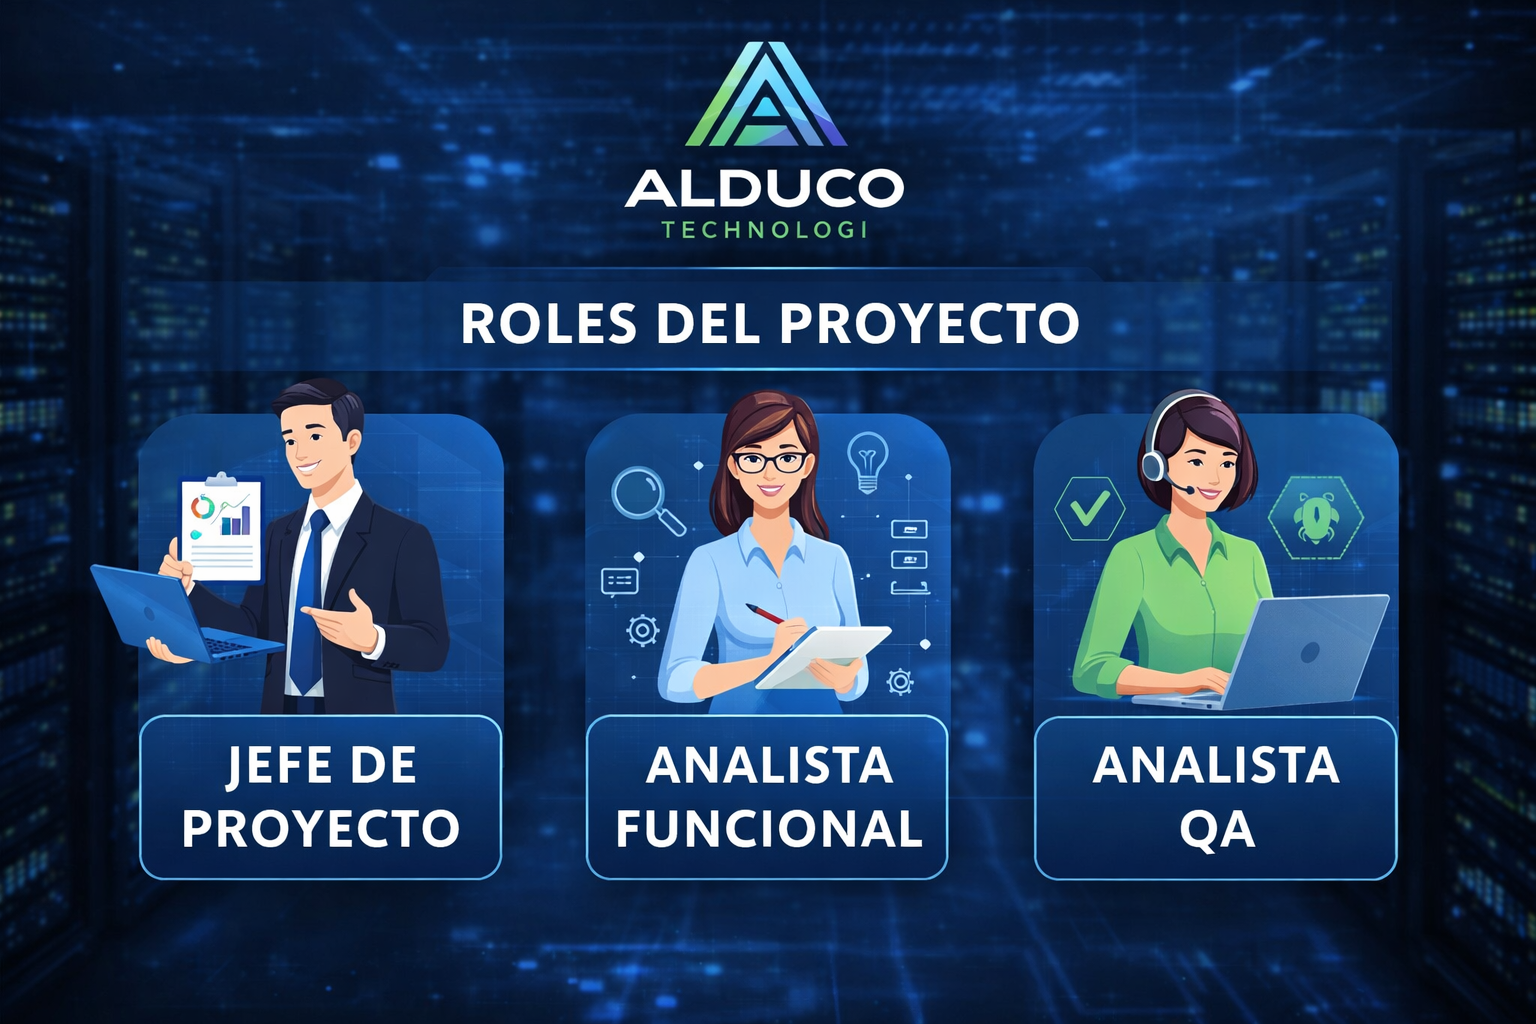 ALDUCO
TECHNOLOGI
ROLES DEL PROYECTO
JEFE DE
PROYECTO
ANALISTA
FUNCIONAL
ANALISTA
QA